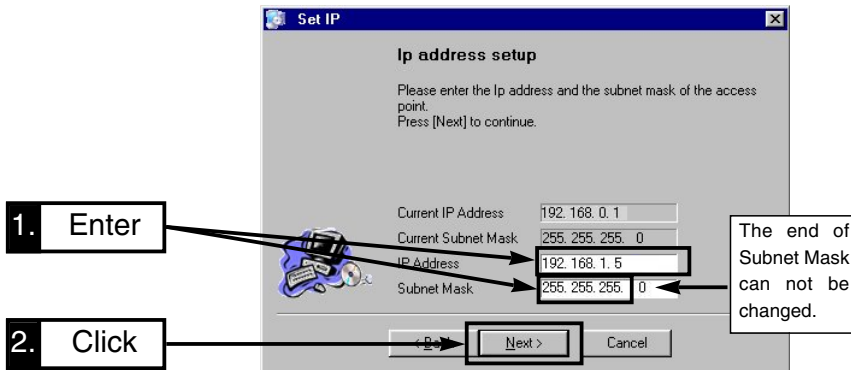 Set IP
Ip address setup
Please enter the Ip address and the subnet mask of the access
point.
Press [Next] to continue.
Current IP Address 192. 168. 0. 1
Current Subnet Mask 255. 255. 255. 0
IP Address 192. 168. 1. 5
Subnet Mask 255. 255. 255. 0
1. Enter
The end of
Subnet Mask
can not be
changed.
2. Click
Next > Cancel